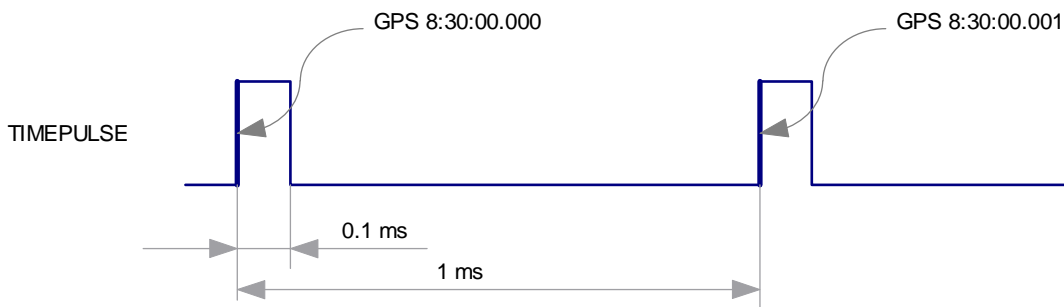 GPS 8:30:00.000
GPS 8:30:00.001
TIMEPULSE
0.1 ms
1 ms